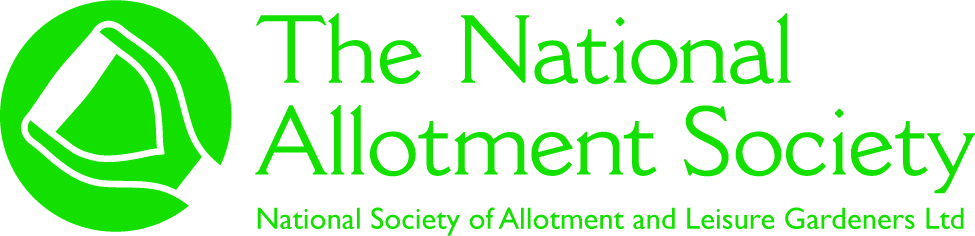 The National
Allotment Society
National Society of Allotment and Leisure Gardeners Ltd